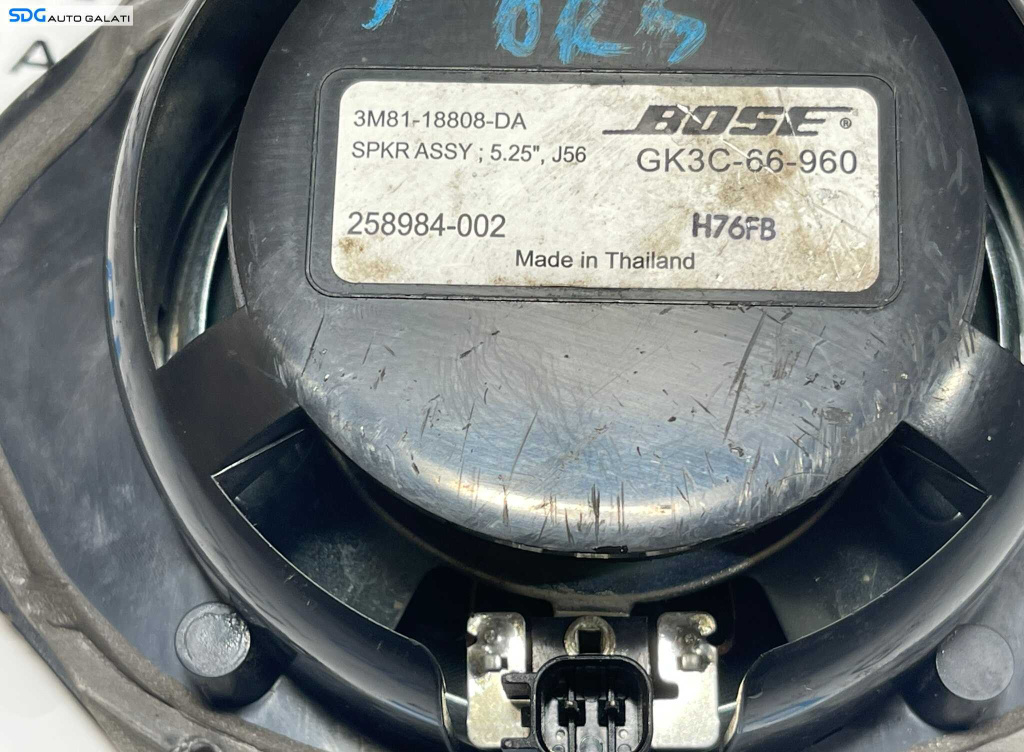 SDG AUTO GALATI
A
OK5
3M81-18808-DA
BOSE®
SPKR ASSY ; 5.25", J56
GK3C-66-960
258984-002
H76FB
Made in Thailand